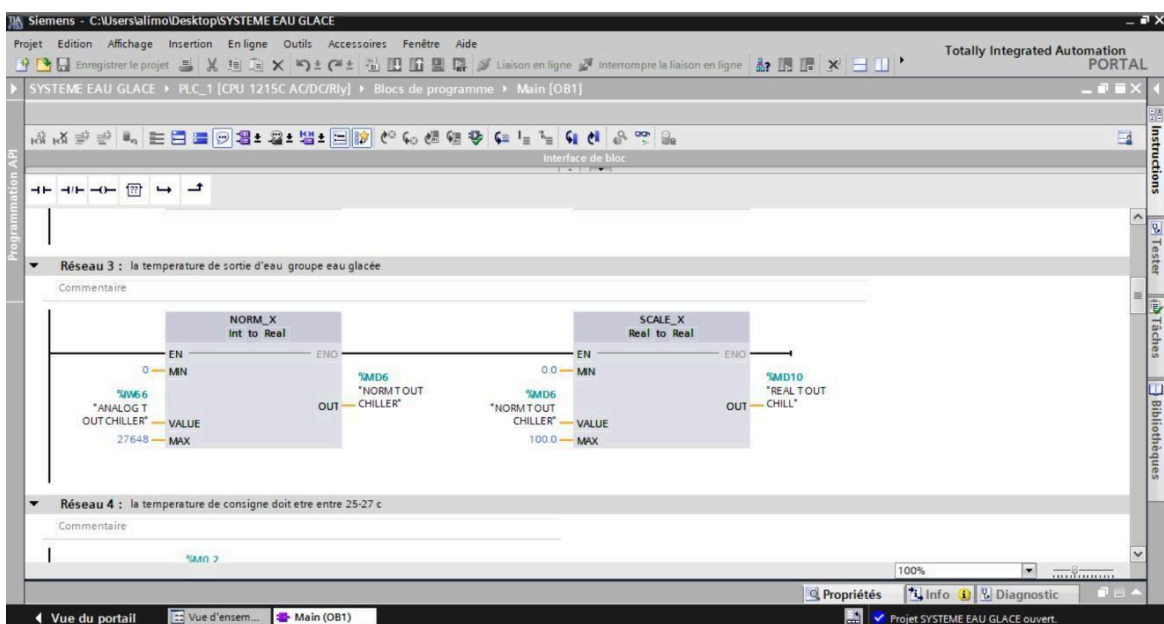 Siemens - C:\Users\alimo\Desktop\SYSTEME EAU GLACE
Projet Edition Affichage Insertion En ligne Outils Accessoires Fenêtre Aide
Totally Integrated Automation
PORTAL
Enregistrer le projet
Liaison en ligne
Interrompre la liaison en ligne
SYSTEME EAU GLACE PLC_1 [CPU 1215C AC/DC/Rly] Blocs de programme Main [OB1]
Interface de bloc
Programmation API
Instructions
Tester
Tâches
Bibliothèques
Réseau 3 : la temperature de sortie d'eau groupe eau glacée
Commentaire
NORM_X
Int to Real
EN
ENO
0
MIN
%IW66
"ANALOG T
OUT CHILLER"
VALUE
27648
MAX
OUT
%MD6
"NORM T OUT
CHILLER"
SCALE_X
Real to Real
EN
ENO
0.0
MIN
%MD6
"NORM T OUT
CHILLER"
VALUE
100.0
MAX
OUT
%MD10
"REAL T OUT
CHILL"
Réseau 4 : la temperature de consigne doit etre entre 25-27 c
Commentaire
%M0.2
100%
Propriétés
Info
Diagnostic
Vue du portail
Vue d'ensem...
Main (OB1)
Projet SYSTEME EAU GLACE ouvert.